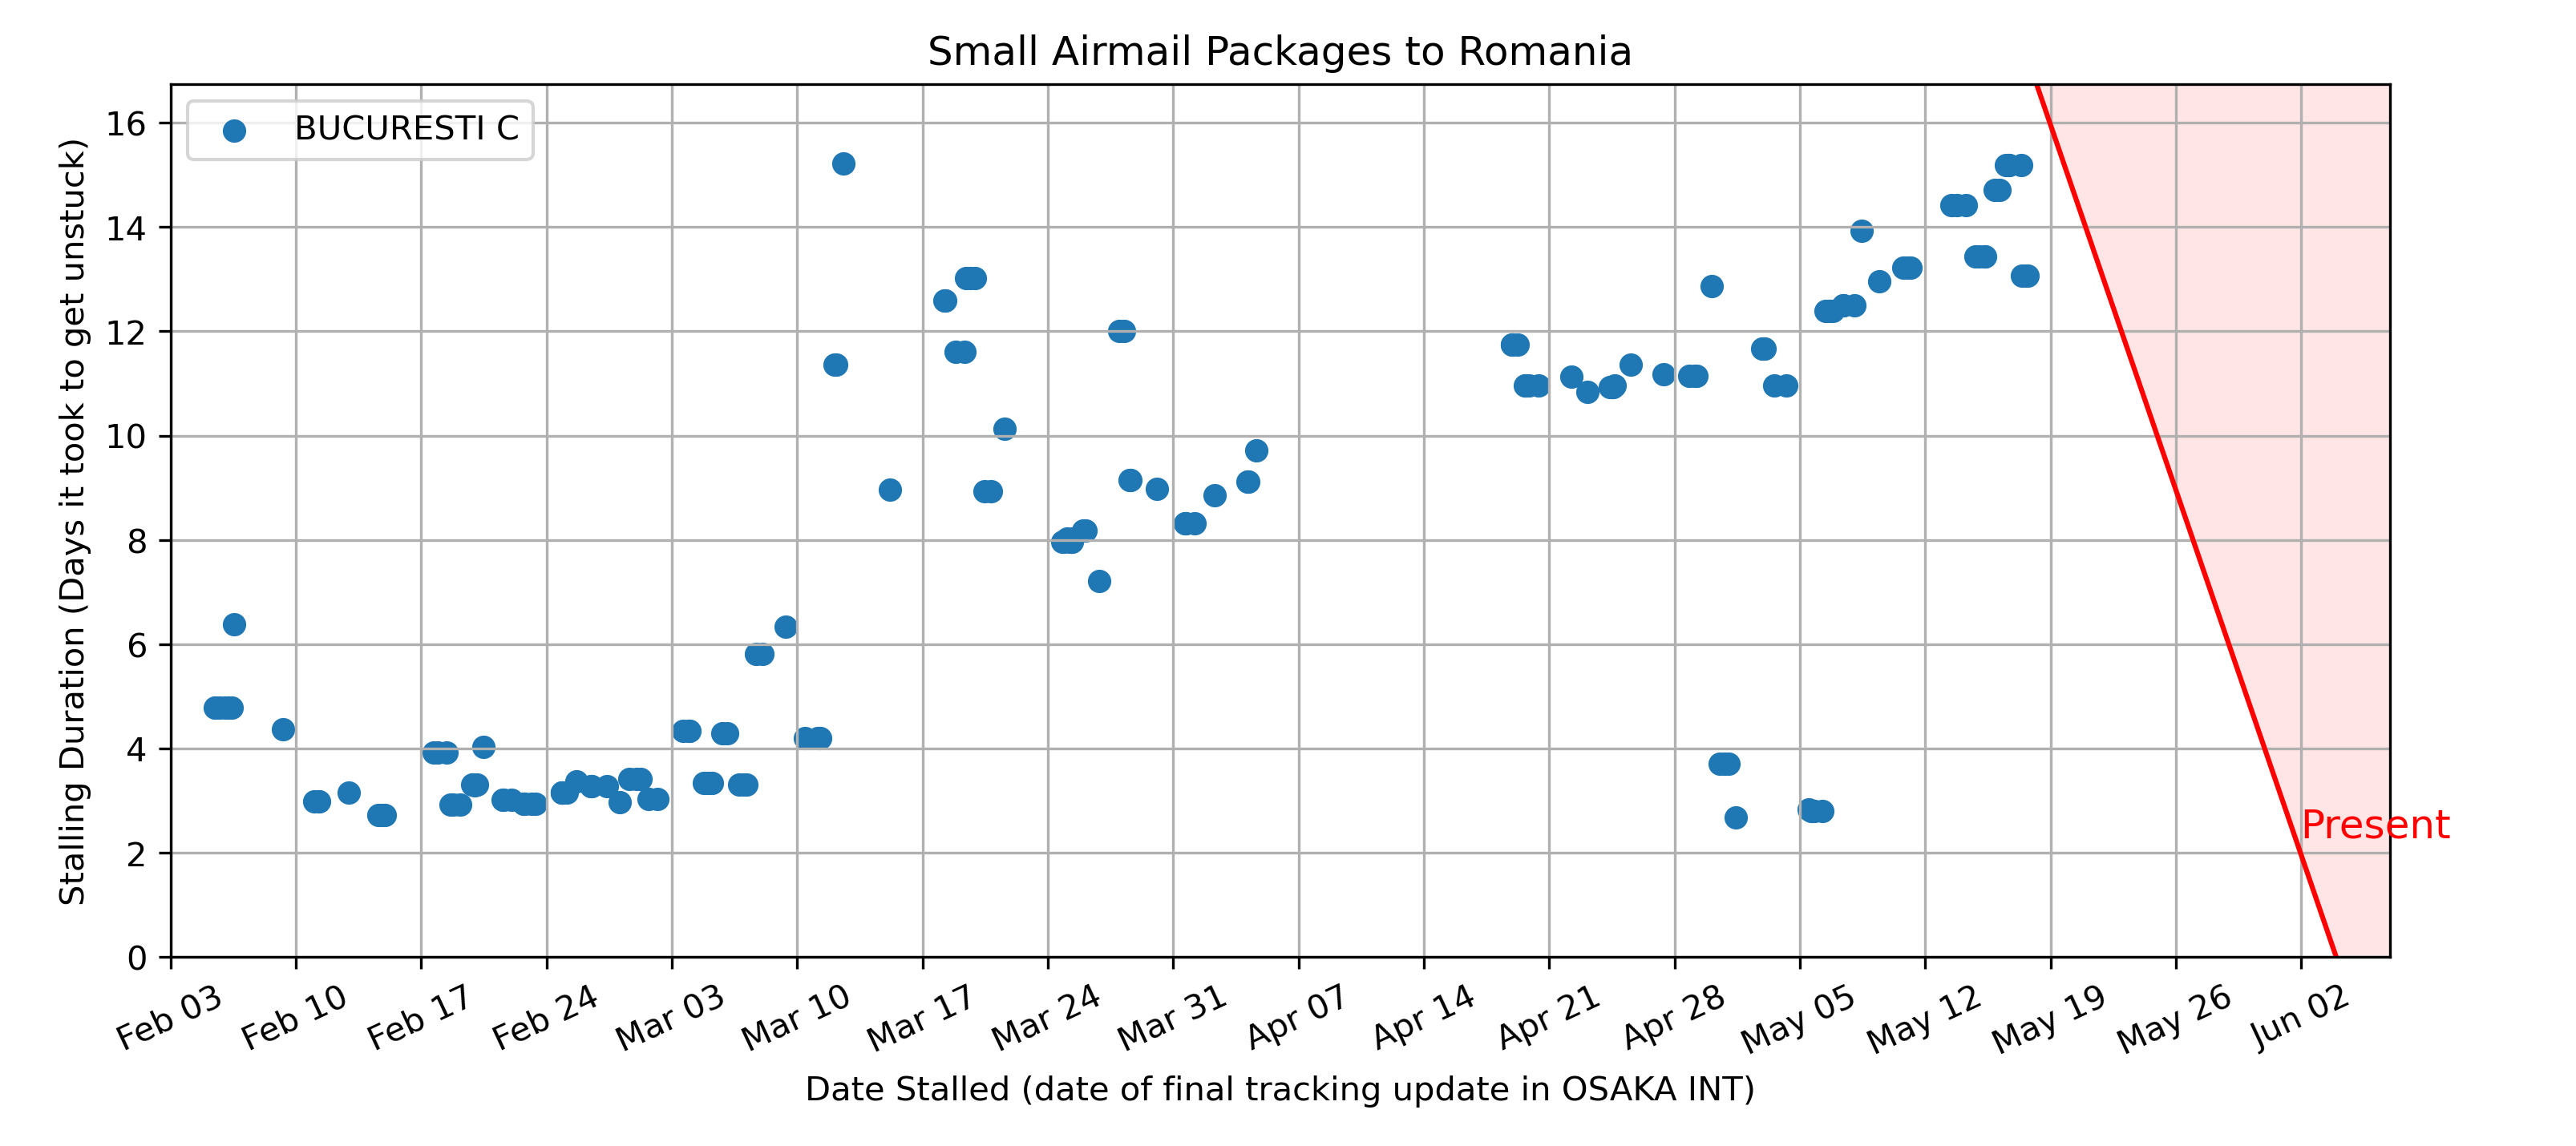 Small Airmail Packages to Romania
BUCURESTI C
Stalling Duration (Days it took to get unstuck)
16
14
12
10
8
6
4
2
0
Present
Feb 03
Feb 10
Feb 17
Feb 24
Mar 03
Mar 10
Mar 17
Mar 24
Mar 31
Apr 07
Apr 14
Apr 21
Apr 28
May 05
May 12
May 19
May 26
Jun 02
Date Stalled (date of final tracking update in OSAKA INT)